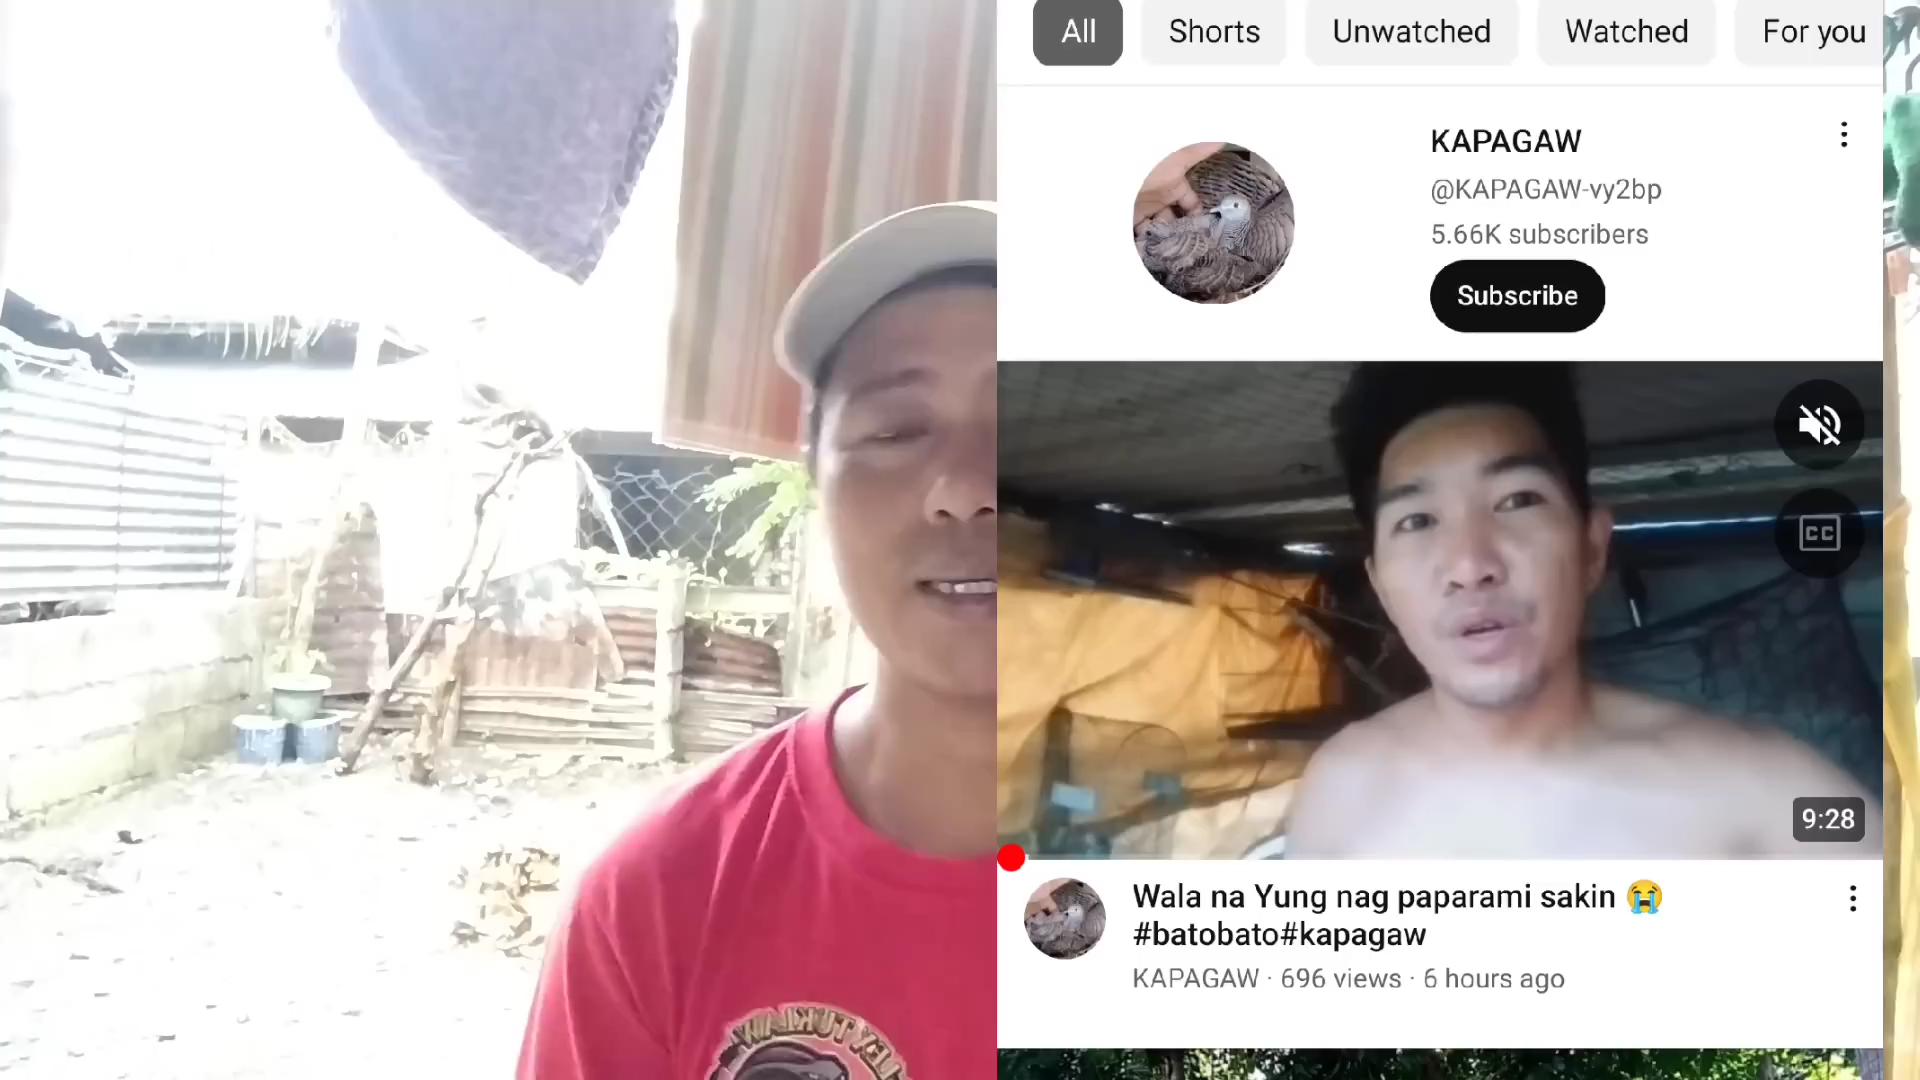 All
Shorts
Unwatched
Watched
For you
KAPAGAW
@KAPAGAW-vy2bp
5.66K subscribers
Subscribe
CC
9:28
Wala na Yung nag paparami sakin 😭
#batobato#kapagaw
KAPAGAW · 696 views · 6 hours ago